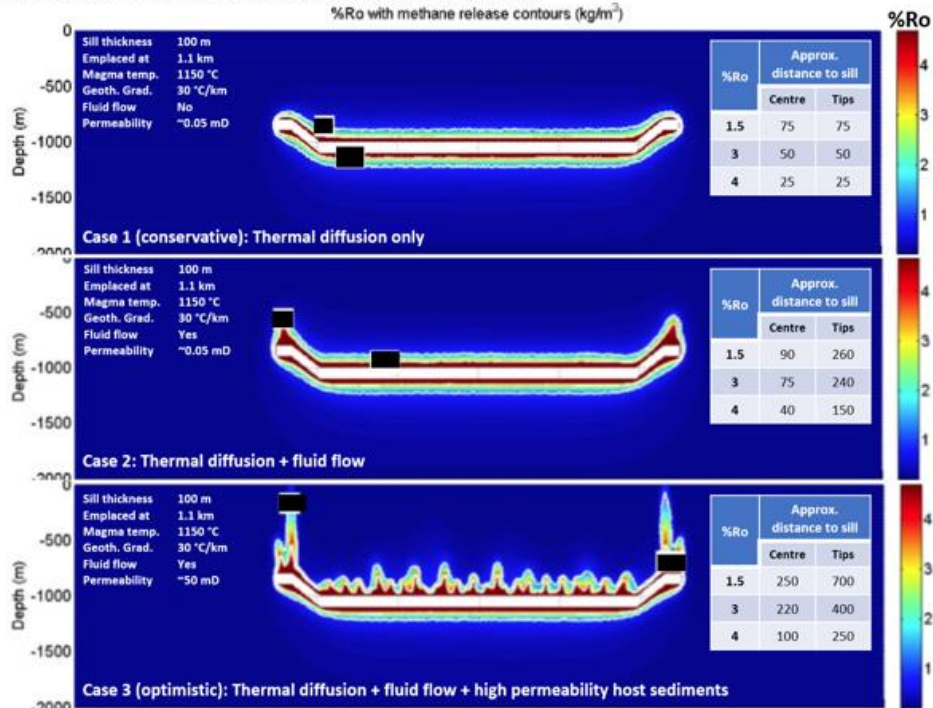 %Ro with methane release contours (kg/m³)
%Ro
0
-500
-1000
-1500
-2000
Depth (m)
Sill thickness 100 m
Emplaced at 1.1 km
Magma temp. 1150 °C
Geoth. Grad. 30 °C/km
Fluid flow No
Permeability ~0.05 mD
%Ro Approx. distance to sill
Centre Tips
1.5 75 75
3 50 50
4 25 25
Case 1 (conservative): Thermal diffusion only
4
3
2
1
0
-500
-1000
-1500
-2000
Depth (m)
Sill thickness 100 m
Emplaced at 1.1 km
Magma temp. 1150 °C
Geoth. Grad. 30 °C/km
Fluid flow Yes
Permeability ~0.05 mD
%Ro Approx. distance to sill
Centre Tips
1.5 90 260
3 75 240
4 40 150
Case 2: Thermal diffusion + fluid flow
4
3
2
1
0
-500
-1000
-1500
-2000
Depth (m)
Sill thickness 100 m
Emplaced at 1.1 km
Magma temp. 1150 °C
Geoth. Grad. 30 °C/km
Fluid flow Yes
Permeability ~50 mD
%Ro Approx. distance to sill
Centre Tips
1.5 250 700
3 220 400
4 100 250
Case 3 (optimistic): Thermal diffusion + fluid flow + high permeability host sediments
4
3
2
1